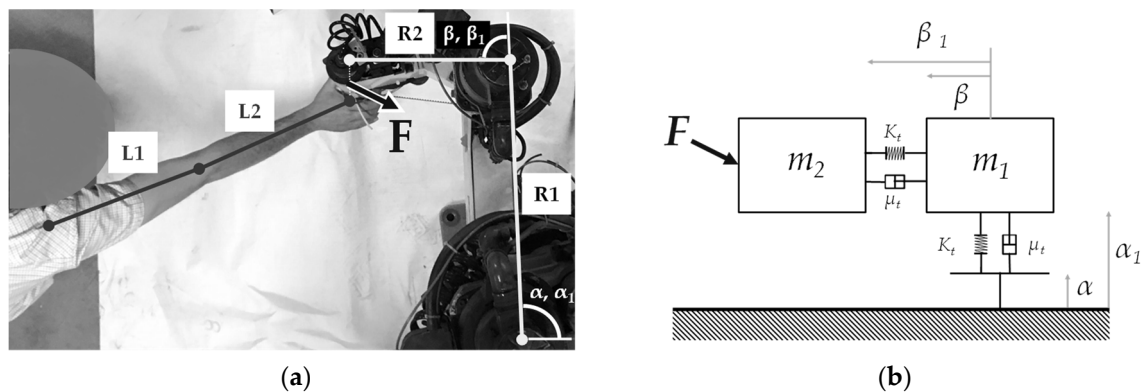 R2
β, β₁
L2
F
L1
R1
α, α₁
(a)
β ₁
β
F
Kₜ
m₂
m₁
μₜ
Kₜ
μₜ
α₁
α
(b)